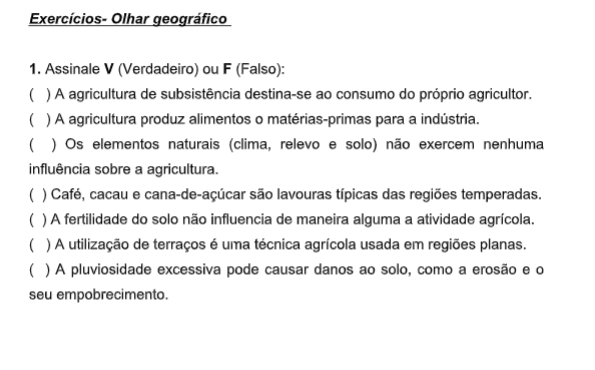 Exercícios- Olhar geográfico
1. Assinale V (Verdadeiro) ou F (Falso):
( ) A agricultura de subsistência destina-se ao consumo do próprio agricultor.
( ) A agricultura produz alimentos o matérias-primas para a indústria.
( ) Os elementos naturais (clima, relevo e solo) não exercem nenhuma
influência sobre a agricultura.
( ) Café, cacau e cana-de-açúcar são lavouras típicas das regiões temperadas.
( ) A fertilidade do solo não influencia de maneira alguma a atividade agrícola.
( ) A utilização de terraços é uma técnica agrícola usada em regiões planas.
( ) A pluviosidade excessiva pode causar danos ao solo, como a erosão e o
seu empobrecimento.